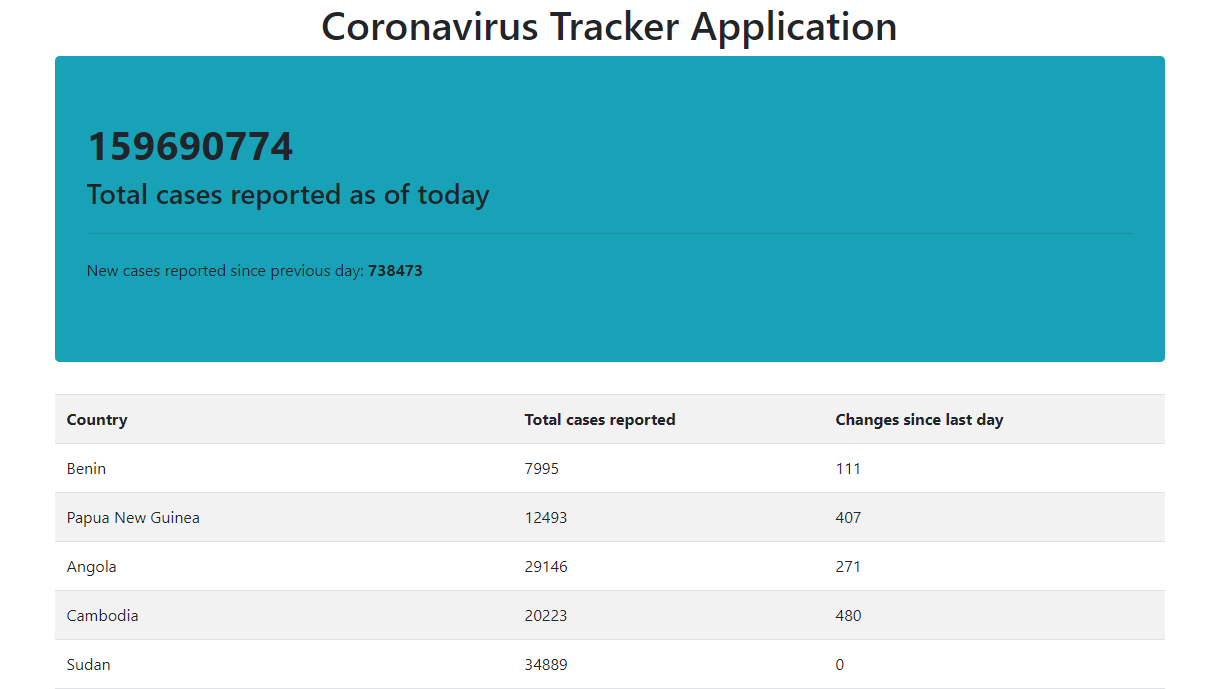 Coronavirus Tracker Application
159690774
Total cases reported as of today
New cases reported since previous day: 738473
Country Total cases reported Changes since last day
Benin 7995 111
Papua New Guinea 12493 407
Angola 29146 271
Cambodia 20223 480
Sudan 34889 0